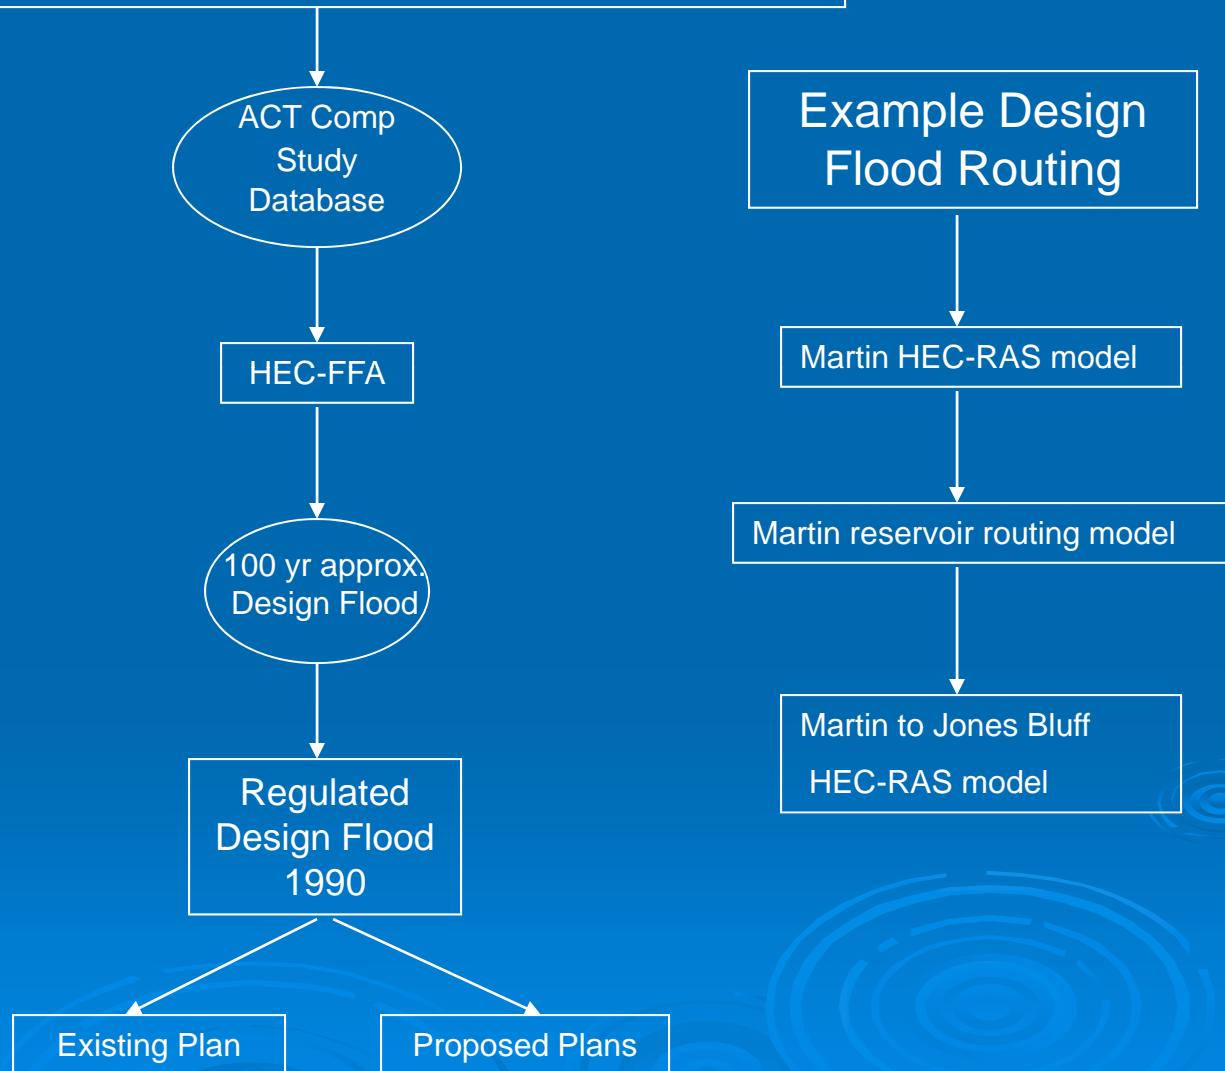 ACT Comp
Study
Database
HEC-FFA
100 yr approx.
Design Flood
Regulated
Design Flood
1990
Existing Plan
Proposed Plans
Example Design
Flood Routing
Martin HEC-RAS model
Martin reservoir routing model
Martin to Jones Bluff
HEC-RAS model